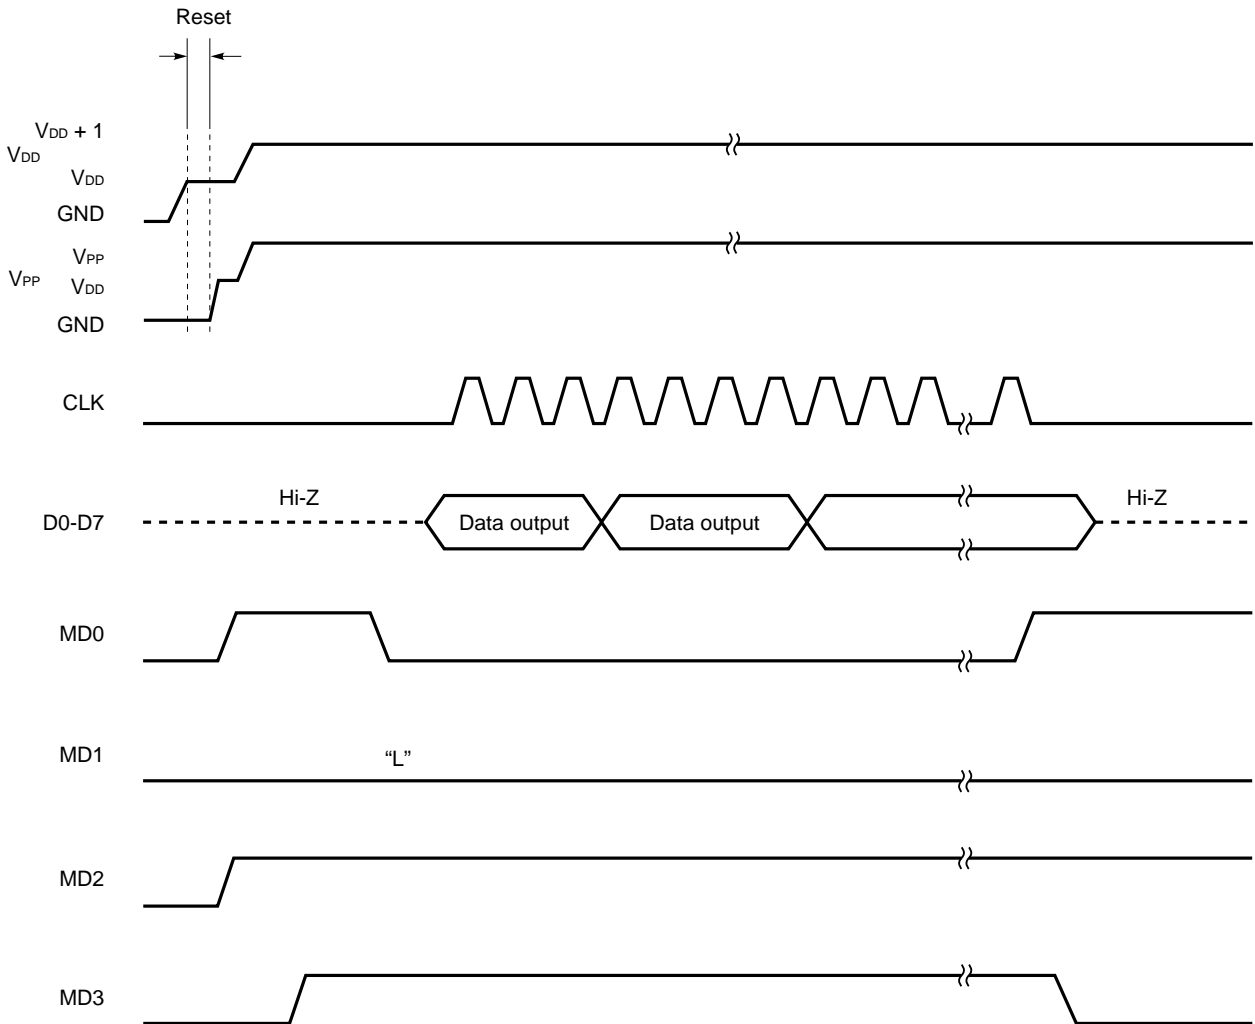 Reset
VDD + 1
VDD
VDD
GND
VPP
VPP
VDD
GND
CLK
Hi-Z
Hi-Z
D0-D7
Data output
Data output
MD0
MD1
“L”
MD2
MD3